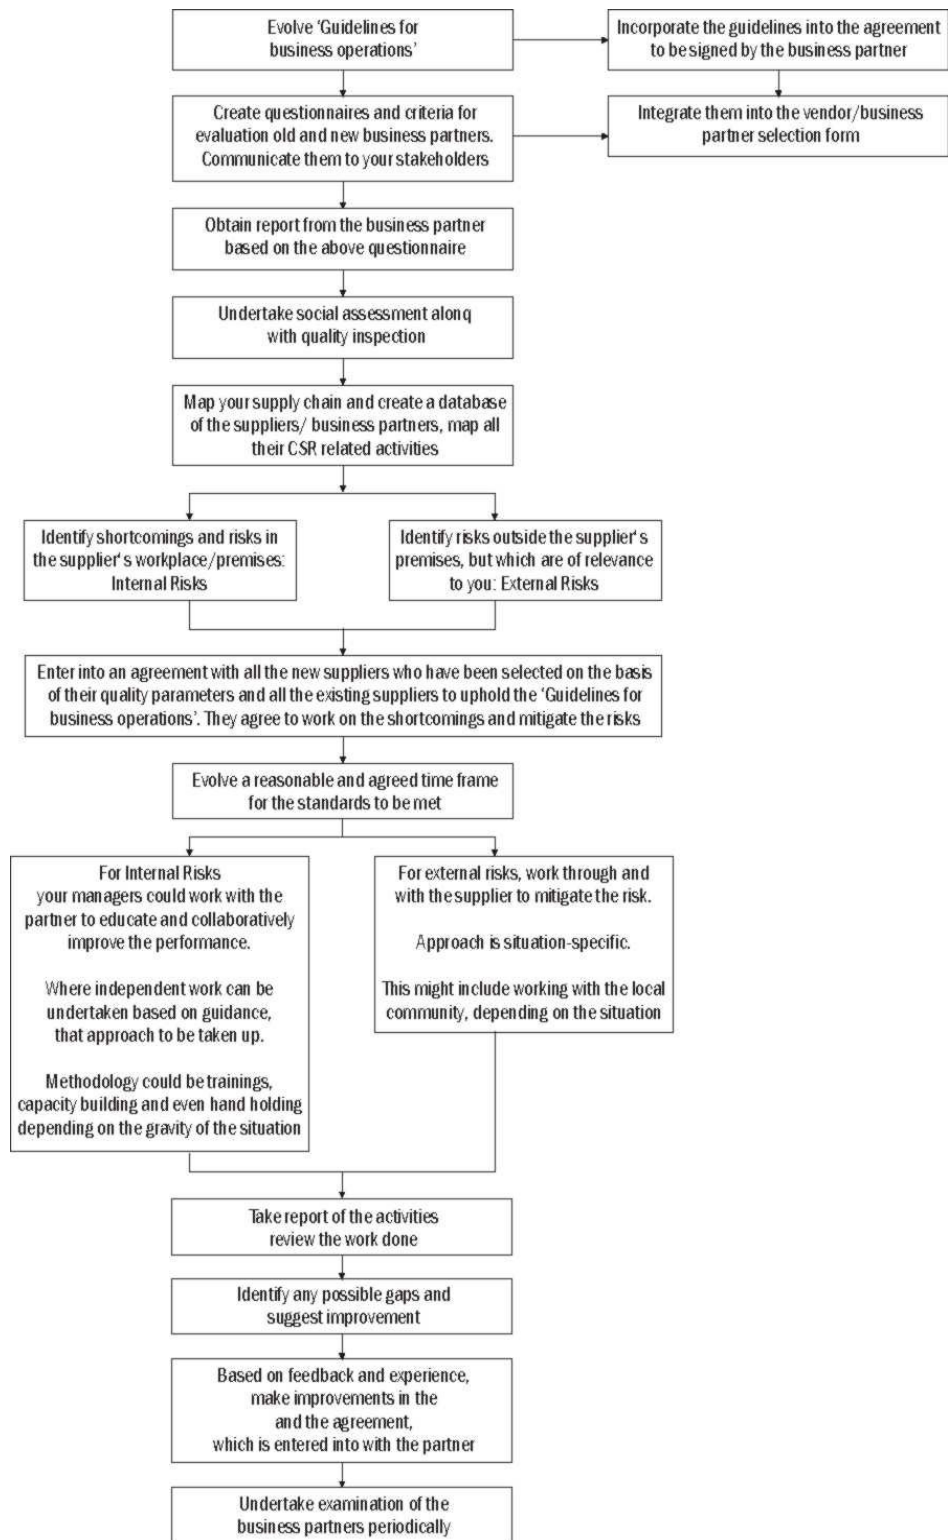 Evolve ‘Guidelines for
business operations’
Incorporate the guidelines into the agreement
to be signed by the business partner
Create questionnaires and criteria for
evaluation old and new business partners.
Communicate them to your stakeholders
Integrate them into the vendor/business
partner selection form
Obtain report from the business partner
based on the above questionnaire
Undertake social assessment along
with quality inspection
Map your supply chain and create a database
of the suppliers/ business partners, map all
their CSR related activities
Identify shortcomings and risks in
the supplier‘s workplace/premises:
Internal Risks
Identify risks outside the supplier‘s
premises, but which are of relevance
to you: External Risks
Enter into an agreement with all the new suppliers who have been selected on the basis
of their quality parameters and all the existing suppliers to uphold the ‘Guidelines for
business operations’. They agree to work on the shortcomings and mitigate the risks
Evolve a reasonable and agreed time frame
for the standards to be met
For Internal Risks
your managers could work with the
partner to educate and collaboratively
improve the performance.
Where independent work can be
undertaken based on guidance,
that approach to be taken up.
Methodology could be trainings,
capacity building and even hand holding
depending on the gravity of the situation
For external risks, work through and
with the supplier to mitigate the risk.
Approach is situation-specific.
This might include working with the local
community, depending on the situation
Take report of the activities
review the work done
Identify any possible gaps and
suggest improvement
Based on feedback and experience,
make improvements in the
and the agreement,
which is entered into with the partner
Undertake examination of the
business partners periodically